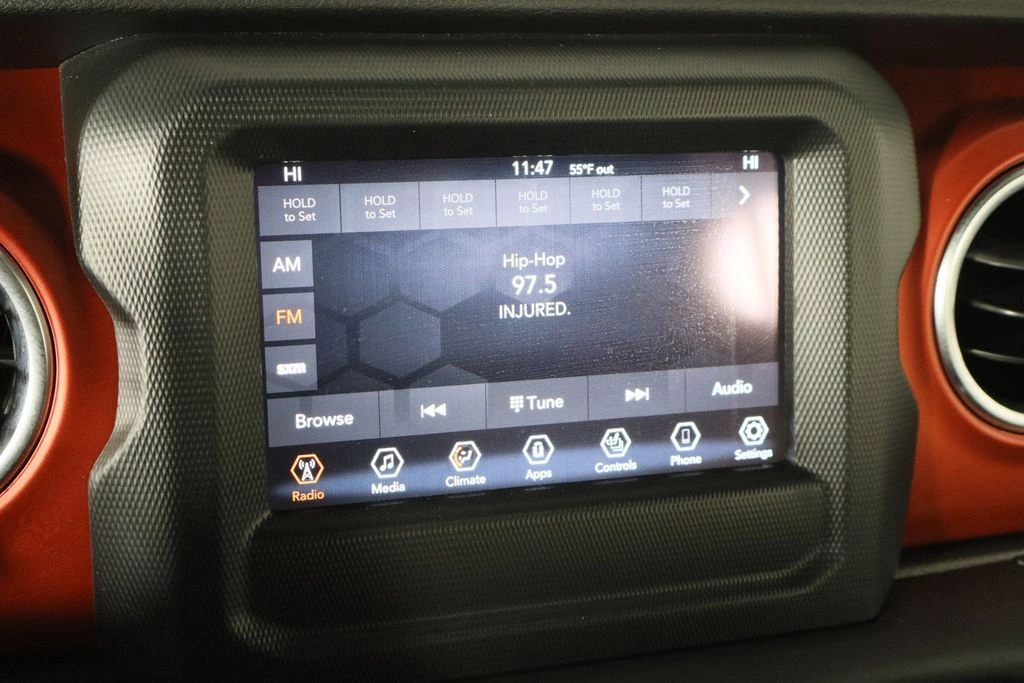 HI 11:47 55°F out HI
HOLD to Set
HOLD to Set
HOLD to Set
HOLD to Set
HOLD to Set
HOLD to Set
AM
Hip-Hop
97.5
INJURED.
FM
sxm
Browse Tune Audio
Radio Media Climate Apps Controls Phone Settings